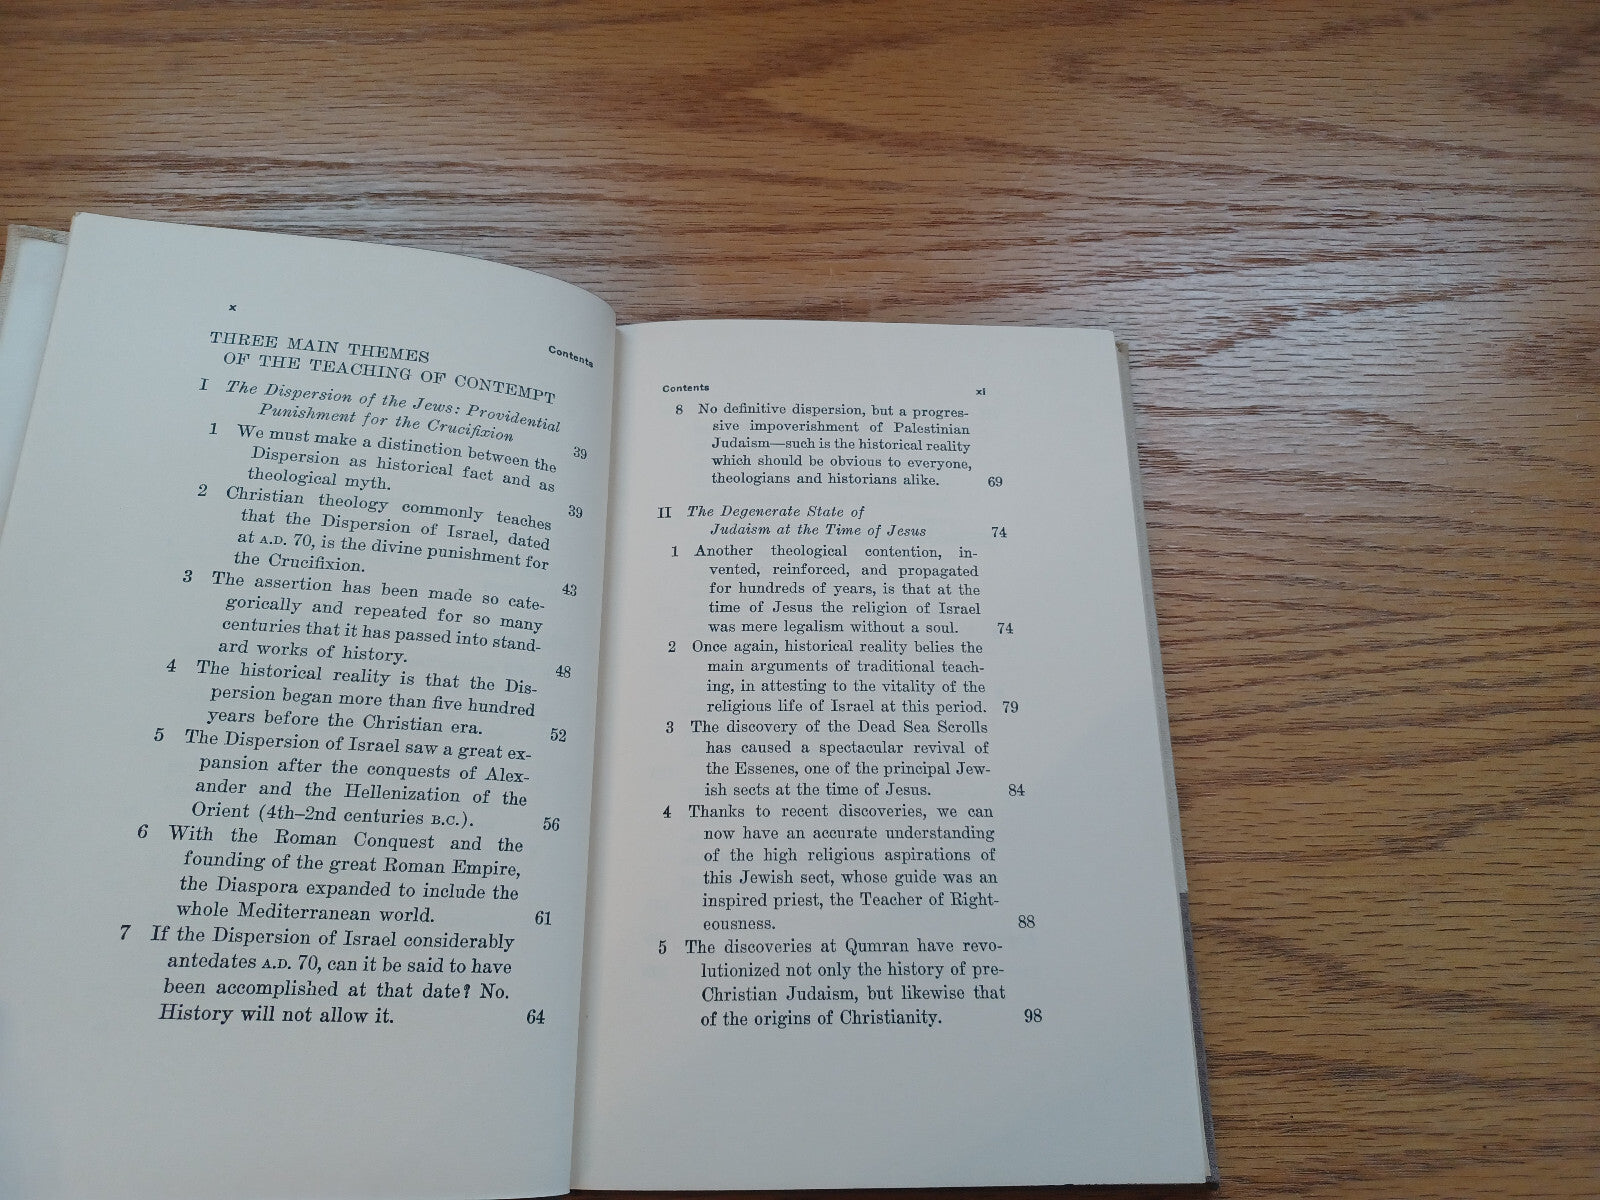 x
Contents
THREE MAIN THEMES
OF THE TEACHING OF CONTEMPT
I The Dispersion of the Jews: Providential
Punishment for the Crucifixion 39
1 We must make a distinction between the
Dispersion as historical fact and as
theological myth. 39
2 Christian theology commonly teaches
that the Dispersion of Israel, dated
at A.D. 70, is the divine punishment for
the Crucifixion. 43
3 The assertion has been made so cate-
gorically and repeated for so many
centuries that it has passed into stand-
ard works of history. 48
4 The historical reality is that the Dis-
persion began more than five hundred
years before the Christian era. 52
5 The Dispersion of Israel saw a great ex-
pansion after the conquests of Alex-
ander and the Hellenization of the
Orient (4th–2nd centuries B.C.). 56
6 With the Roman Conquest and the
founding of the great Roman Empire,
the Diaspora expanded to include the
whole Mediterranean world. 61
7 If the Dispersion of Israel considerably
antedates A.D. 70, can it be said to have
been accomplished at that date? No.
History will not allow it. 64
Contents xi
8 No definitive dispersion, but a progres-
sive impoverishment of Palestinian
Judaism—such is the historical reality
which should be obvious to everyone,
theologians and historians alike. 69
II The Degenerate State of
Judaism at the Time of Jesus 74
1 Another theological contention, in-
vented, reinforced, and propagated
for hundreds of years, is that at the
time of Jesus the religion of Israel
was mere legalism without a soul. 74
2 Once again, historical reality belies the
main arguments of traditional teach-
ing, in attesting to the vitality of the
religious life of Israel at this period. 79
3 The discovery of the Dead Sea Scrolls
has caused a spectacular revival of
the Essenes, one of the principal Jew-
ish sects at the time of Jesus. 84
4 Thanks to recent discoveries, we can
now have an accurate understanding
of the high religious aspirations of
this Jewish sect, whose guide was an
inspired priest, the Teacher of Right-
eousness. 88
5 The discoveries at Qumran have revo-
lutionized not only the history of pre-
Christian Judaism, but likewise that
of the origins of Christianity. 98